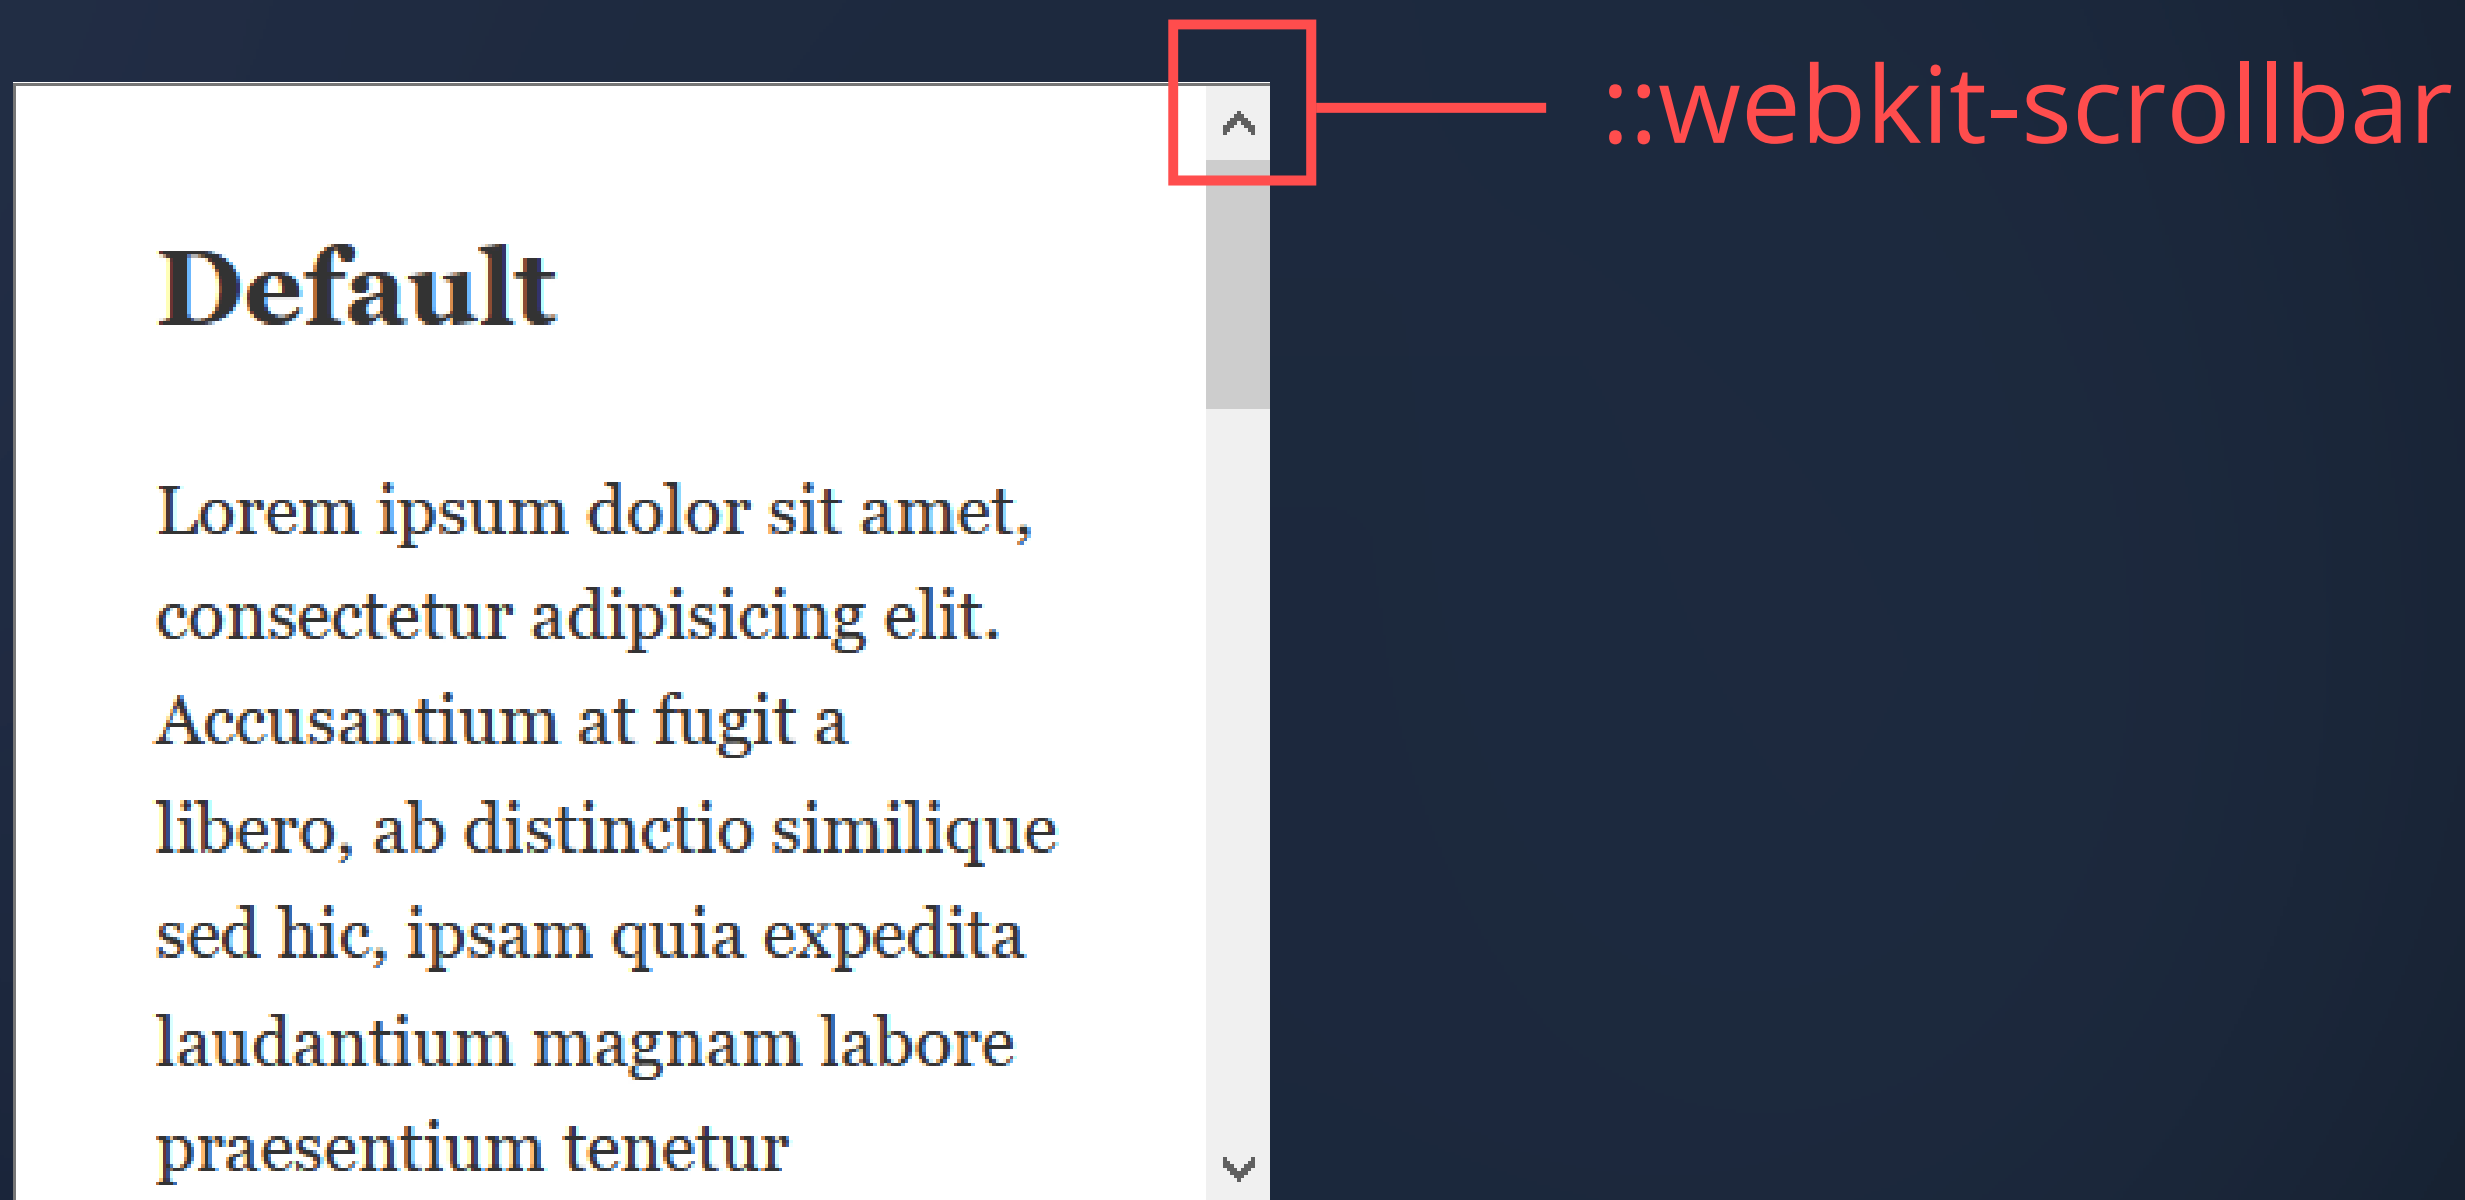 ::webkit-scrollbar
Default
Lorem ipsum dolor sit amet,
consectetur adipisicing elit.
Accusantium at fugit a
libero, ab distinctio similique
sed hic, ipsam quia expedita
laudantium magnam labore
praesentium tenetur